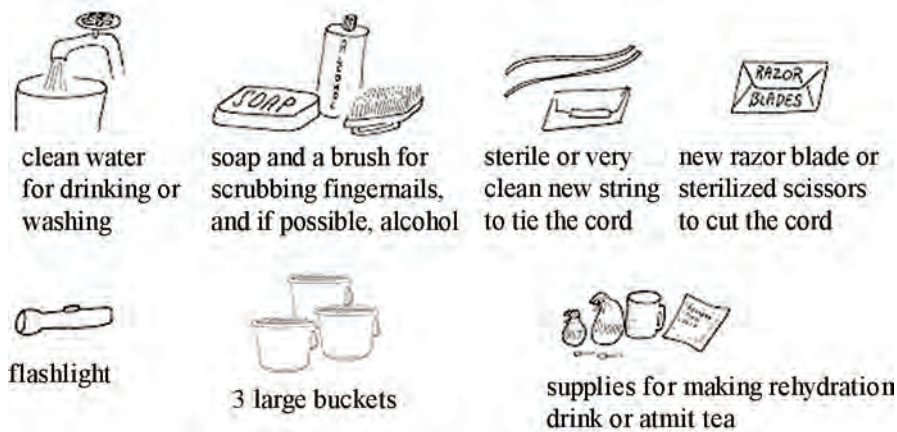 SOAP
RAZOR
BLADES
clean water
for drinking or
washing
soap and a brush for
scrubbing fingernails,
and if possible, alcohol
sterile or very
clean new string
to tie the cord
new razor blade or
sterilized scissors
to cut the cord
flashlight
3 large buckets
supplies for making rehydration
drink or atmit tea